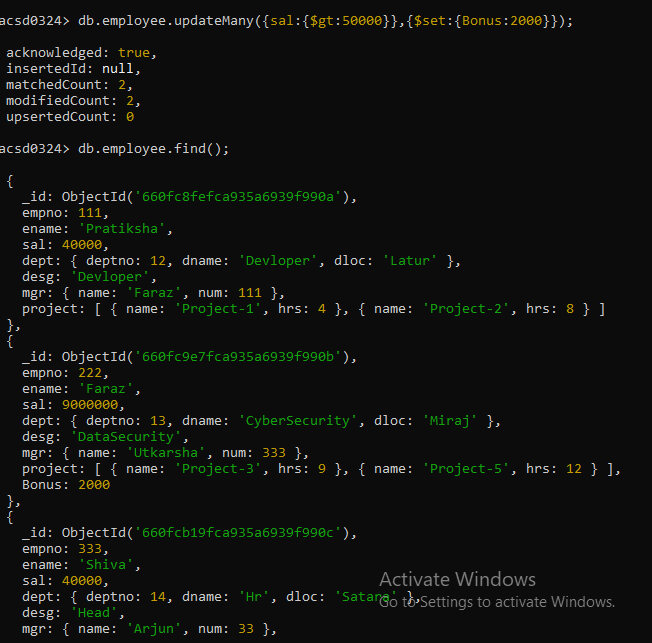 acsd0324> db.employee.updateMany({sal:{$gt:50000}},{$set:{Bonus:2000}});
acknowledged: true,
insertedId: null,
matchedCount: 2,
modifiedCount: 2,
upsertedCount: 0
acsd0324> db.employee.find();
{
_id: ObjectId('660fc8fefca935a6939f990a'),
empno: 111,
ename: 'Pratiksha',
sal: 40000,
dept: { deptno: 12, dname: 'Devloper', dloc: 'Latur' },
desg: 'Devloper',
mgr: { name: 'Faraz', num: 111 },
project: [ { name: 'Project-1', hrs: 4 }, { name: 'Project-2', hrs: 8 } ]
},
{
_id: ObjectId('660fc9e7fca935a6939f990b'),
empno: 222,
ename: 'Faraz',
sal: 9000000,
dept: { deptno: 13, dname: 'CyberSecurity', dloc: 'Miraj' },
desg: 'DataSecurity',
mgr: { name: 'Utkarsha', num: 333 },
project: [ { name: 'Project-3', hrs: 9 }, { name: 'Project-5', hrs: 12 } ],
Bonus: 2000
},
{
_id: ObjectId('660fcb19fca935a6939f990c'),
empno: 333,
ename: 'Shiva',
sal: 40000,
dept: { deptno: 14, dname: 'Hr', dloc: 'Satara' },
desg: 'Head',
mgr: { name: 'Arjun', num: 33 },
Activate Windows
Go to Settings to activate Windows.